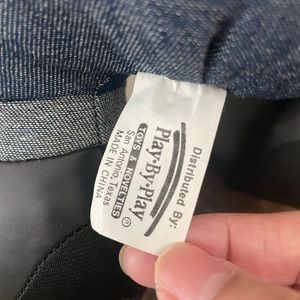 Distributed By:
Play·By·Play
TOYS & NOVELTIES ®
San Antonio, Texas
MADE IN CHINA